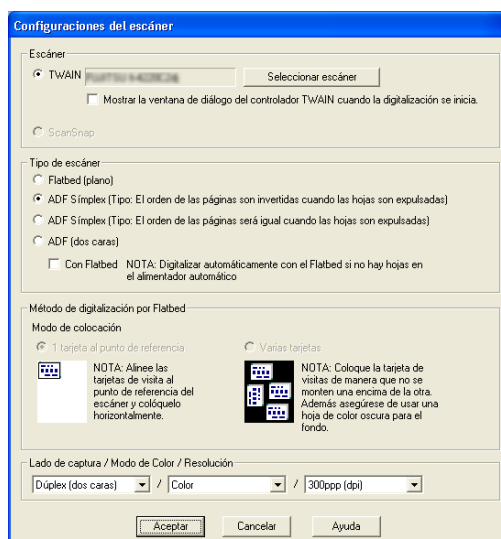 Configuraciones del escáner
Escáner
TWAIN
Seleccionar escáner
Mostrar la ventana de diálogo del controlador TWAIN cuando la digitalización se inicia.
ScanSnap
Tipo de escáner
Flatbed (plano)
ADF Símplex (Tipo: El orden de las páginas son invertidas cuando las hojas son expulsadas)
ADF Símplex (Tipo: El orden de las páginas será igual cuando las hojas son expulsadas)
ADF (dos caras)
Con Flatbed NOTA: Digitalizar automáticamente con el Flatbed si no hay hojas en
el alimentador automático
Método de digitalización por Flatbed
Modo de colocación
1 tarjeta al punto de referencia
NOTA: Alinee las
tarjetas de visita al
punto de referencia del
escáner y colóquelo
horizontalmente.
Varias tarjetas
NOTA: Coloque la tarjeta de
visitas de manera que no se
monten una encima de la otra.
Además asegúrese de usar una
hoja de color oscura para el
fondo.
Lado de captura / Modo de Color / Resolución
Dúplex (dos caras) / Color / 300ppp (dpi)
Aceptar Cancelar Ayuda